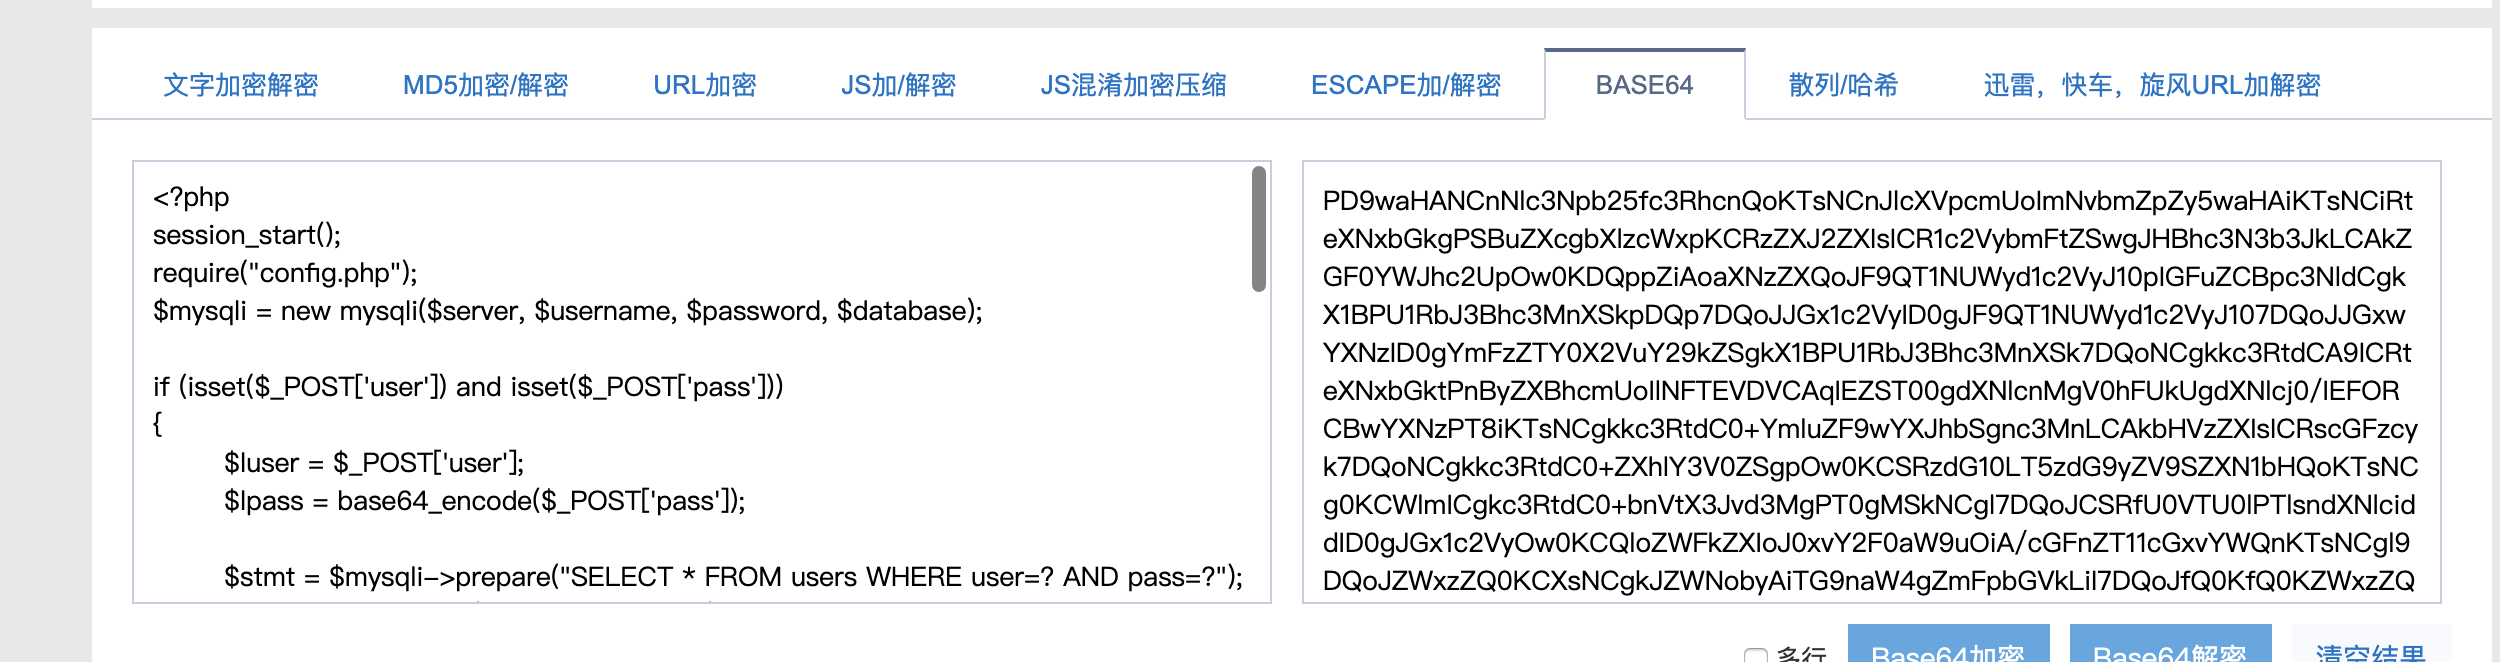 文字加密解密 MD5加密/解密 URL加密 JS加/解密 JS混淆加密压缩 ESCAPE加/解密 BASE64 散列/哈希 迅雷，快车，旋风URL加解密
<?php
session_start();
require("config.php");
$mysqli = new mysqli($server, $username, $password, $database);
if (isset($_POST['user']) and isset($_POST['pass']))
{
$luser = $_POST['user'];
$lpass = base64_encode($_POST['pass']);
$stmt = $mysqli->prepare("SELECT * FROM users WHERE user=? AND pass=?");
PD9waHANCnNlc3Npb25fc3RhcnQoKTsNCnJlcXVpcmUoImNvbmZpZy5waHAiKTsNCiRt
eXNxbGkgPSBuZXcgbXlzcWxpKCRzZXJ2ZXIsICR1c2VybmFtZSwgJHBhc3N3b3JkLCAkZ
GF0YWJhc2UpOw0KDQppZiAoaXNzZXQoJF9QT1NUWyd1c2VyJ10pIGFuZCBpc3NldCgk
X1BPU1RbJ3Bhc3MnXSkpDQp7DQoJJGx1c2VyID0gJF9QT1NUWyd1c2VyJ107DQoJJGxw
YXNzID0gYmFzZTY0X2VuY29kZSgkX1BPU1RbJ3Bhc3MnXSk7DQoNCgkkc3RtdCA9ICRt
eXNxbGktPnByZXBhcmUoIlNFTEVDVCAqIEZST00gdXNlcnMgV0hFUkUgdXNlcj0/IEFOR
CBwYXNzPT8iKTsNCgkkc3RtdC0+YmluZF9wYXJhbSgnc3MnLCAkbHVzZXIsICRscGFzcy
k7DQoNCgkkc3RtdC0+ZXhlY3V0ZSgpOw0KCSRzdG10LT5zdG9yZV9SZXN1bHQoKTsNC
g0KCWlmICgkc3RtdC0+bnVtX3Jvd3MgPT0gMSkNCgl7DQoJCSRfU0VTU0lPTlsndXNlcid
dID0gJGx1c2VyOw0KCQloZWFkZXIoJ0xvY2F0aW9uOiA/cGFnZT11cGxvYWQnKTsNCgl9
DQoJZWxzZQ0KCXsNCgkJZWNobyAiTG9naW4gZmFpbGVkLiI7DQoJfQ0KfQ0KZWxzZQ
多行 Base64加密 Base64解密 清空结果